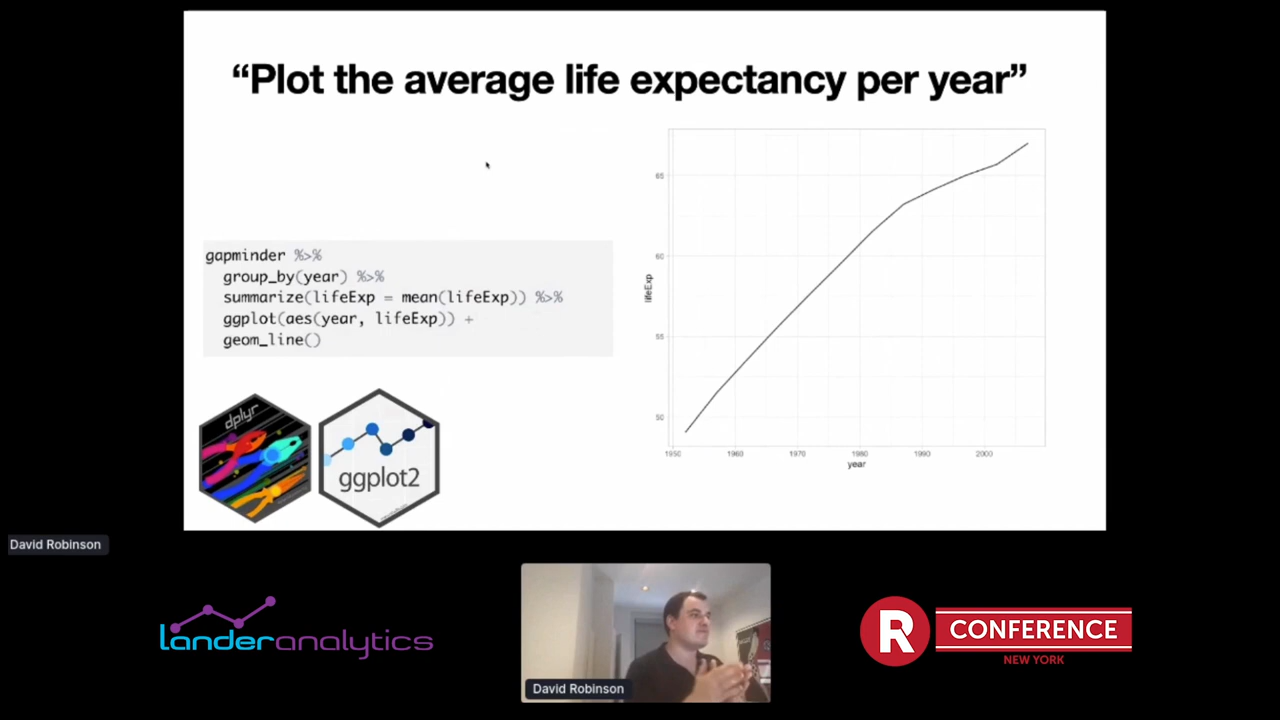 “Plot the average life expectancy per year”
gapminder %>%
group_by(year) %>%
summarize(lifeExp = mean(lifeExp)) %>%
ggplot(aes(year, lifeExp)) +
geom_line()
dplyr
ggplot2
lifeExp
65
60
55
50
1950 1960 1970 1980 1990 2000
year
David Robinson
landeranalytics
David Robinson
R CONFERENCE
NEW YORK